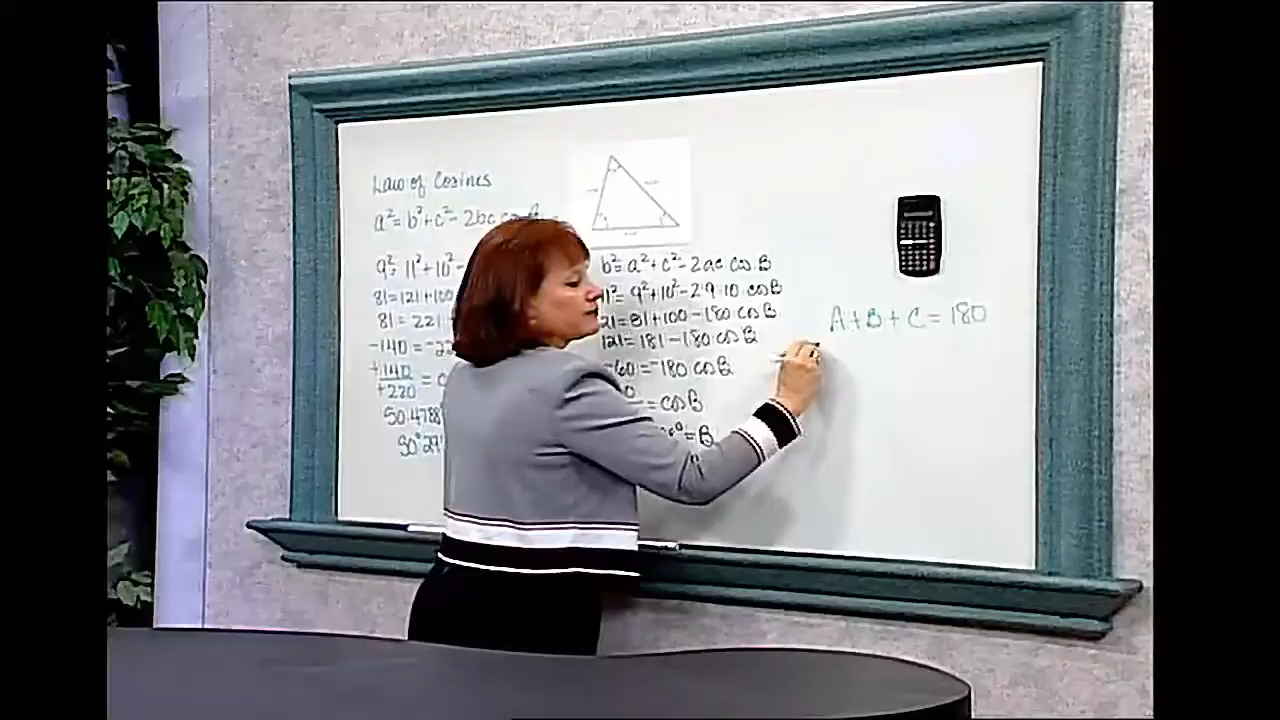 Law of Cosines
a² = b² + c² - 2bc
9² = 11² + 10² -
81 = 121 + 100
81 = 221
-140 = -22
+140
+220 =
50.4788
50° 29'
b² = a² + c² - 2ac cos B
11² = 9² + 10² - 2·9·10 cos B
121 = 81 + 100 - 180 cos B
121 = 181 - 180 cos B
-60 = -180 cos B
= cos B
= B
A + B + C = 180